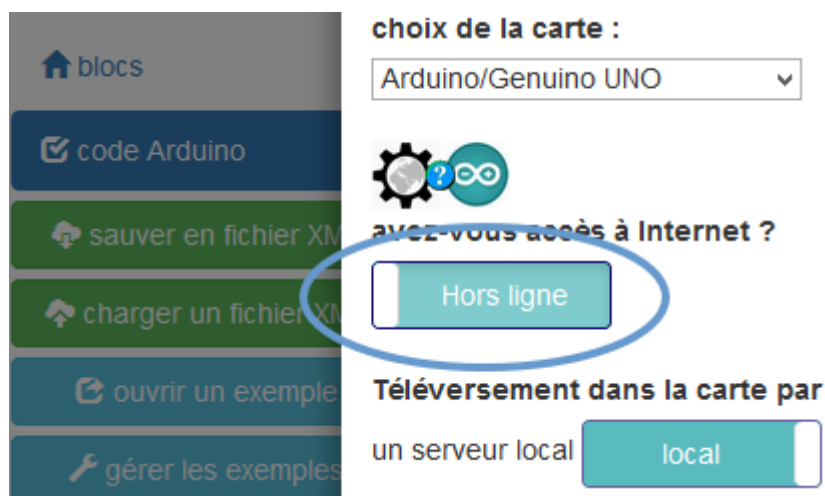 blocs
code Arduino
sauver en fichier XM
charger un fichier XM
ouvrir un exemple
gérer les exemples
choix de la carte :
Arduino/Genuino UNO
?
avez-vous accès à Internet ?
Hors ligne
Téléversement dans la carte par
un serveur local
local